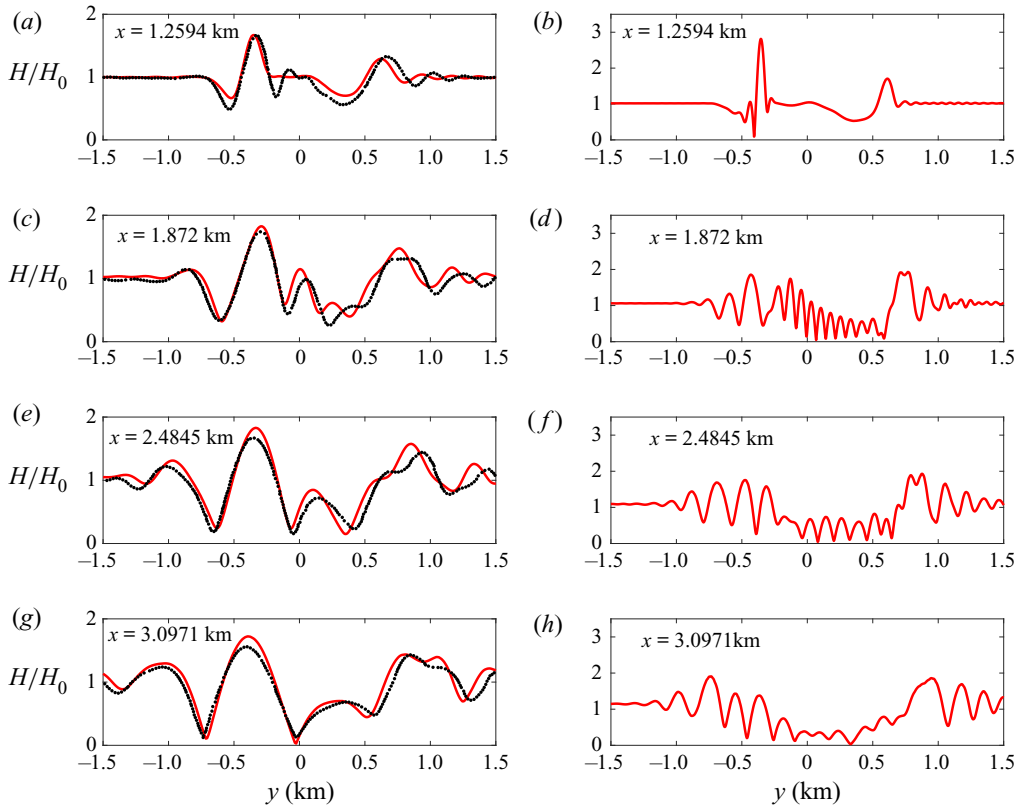 (a)
2
x = 1.2594 km
H/H0
1
0
–1.5 –1.0 –0.5 0 0.5 1.0 1.5
(b)
3
x = 1.2594 km
2
1
0
–1.5 –1.0 –0.5 0 0.5 1.0 1.5
(c)
2
x = 1.872 km
H/H0
1
0
–1.5 –1.0 –0.5 0 0.5 1.0 1.5
(d)
3
x = 1.872 km
2
1
0
–1.5 –1.0 –0.5 0 0.5 1.0 1.5
(e)
2
x = 2.4845 km
H/H0
1
0
–1.5 –1.0 –0.5 0 0.5 1.0 1.5
(f)
3
x = 2.4845 km
2
1
0
–1.5 –1.0 –0.5 0 0.5 1.0 1.5
(g)
2
x = 3.0971 km
H/H0
1
0
–1.5 –1.0 –0.5 0 0.5 1.0 1.5
y (km)
(h)
3
x = 3.0971km
2
1
0
–1.5 –1.0 –0.5 0 0.5 1.0 1.5
y (km)